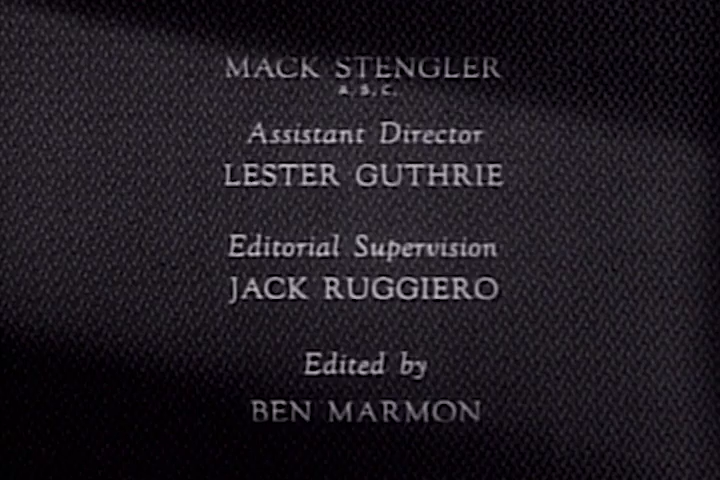 MACK STENGLER
A.S.C.
Assistant Director
LESTER GUTHRIE
Editorial Supervision
JACK RUGGIERO
Edited by
BEN MARMON